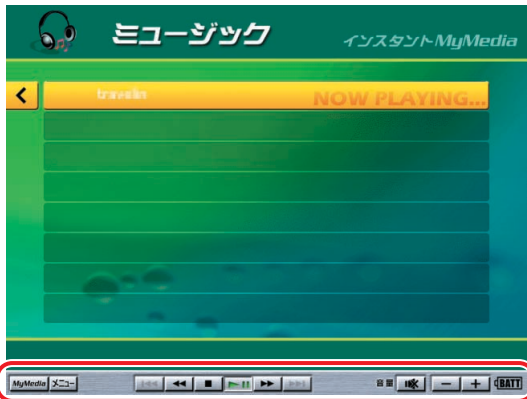 ミュージック
インスタントMyMedia
travelin
NOW PLAYING...
MyMedia メニュー
音量
BATT